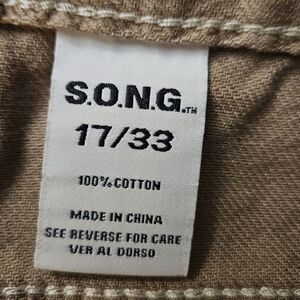 S.O.N.G.™
17/33
100% COTTON
MADE IN CHINA
SEE REVERSE FOR CARE
VER AL DORSO